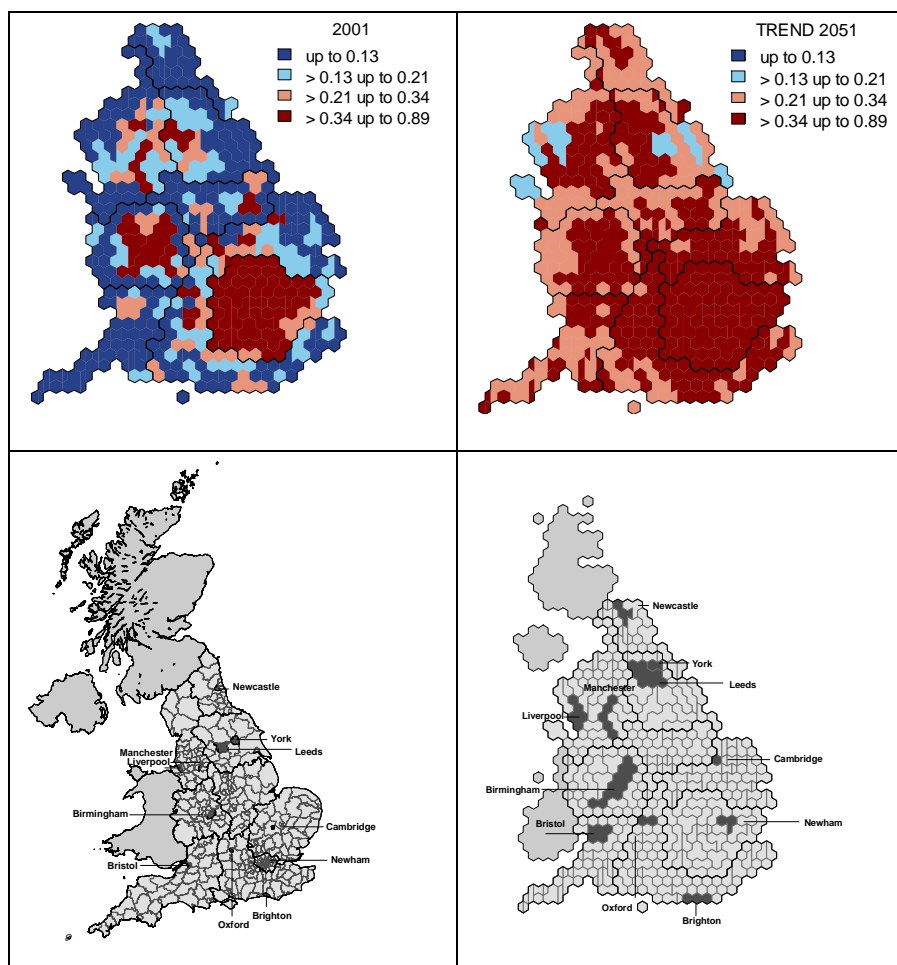 2001
up to 0.13
> 0.13 up to 0.21
> 0.21 up to 0.34
> 0.34 up to 0.89
TREND 2051
up to 0.13
> 0.13 up to 0.21
> 0.21 up to 0.34
> 0.34 up to 0.89
Newcastle
York
Leeds
Manchester
Liverpool
Birmingham
Cambridge
Newham
Bristol
Brighton
Oxford
Newcastle
York
Leeds
Manchester
Liverpool
Cambridge
Birmingham
Newham
Bristol
Oxford
Brighton